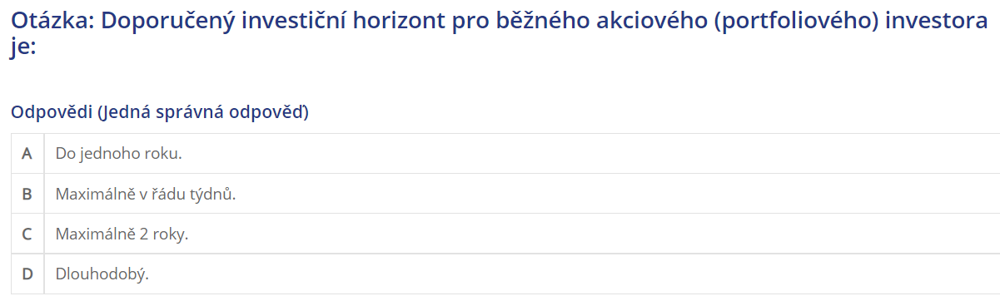 Otázka: Doporučený investiční horizont pro běžného akciového (portfoliového) investora
je:
Odpovědi (Jedná správná odpověď)
A Do jednoho roku.
B Maximálně v řádu týdnů.
C Maximálně 2 roky.
D Dlouhodobý.